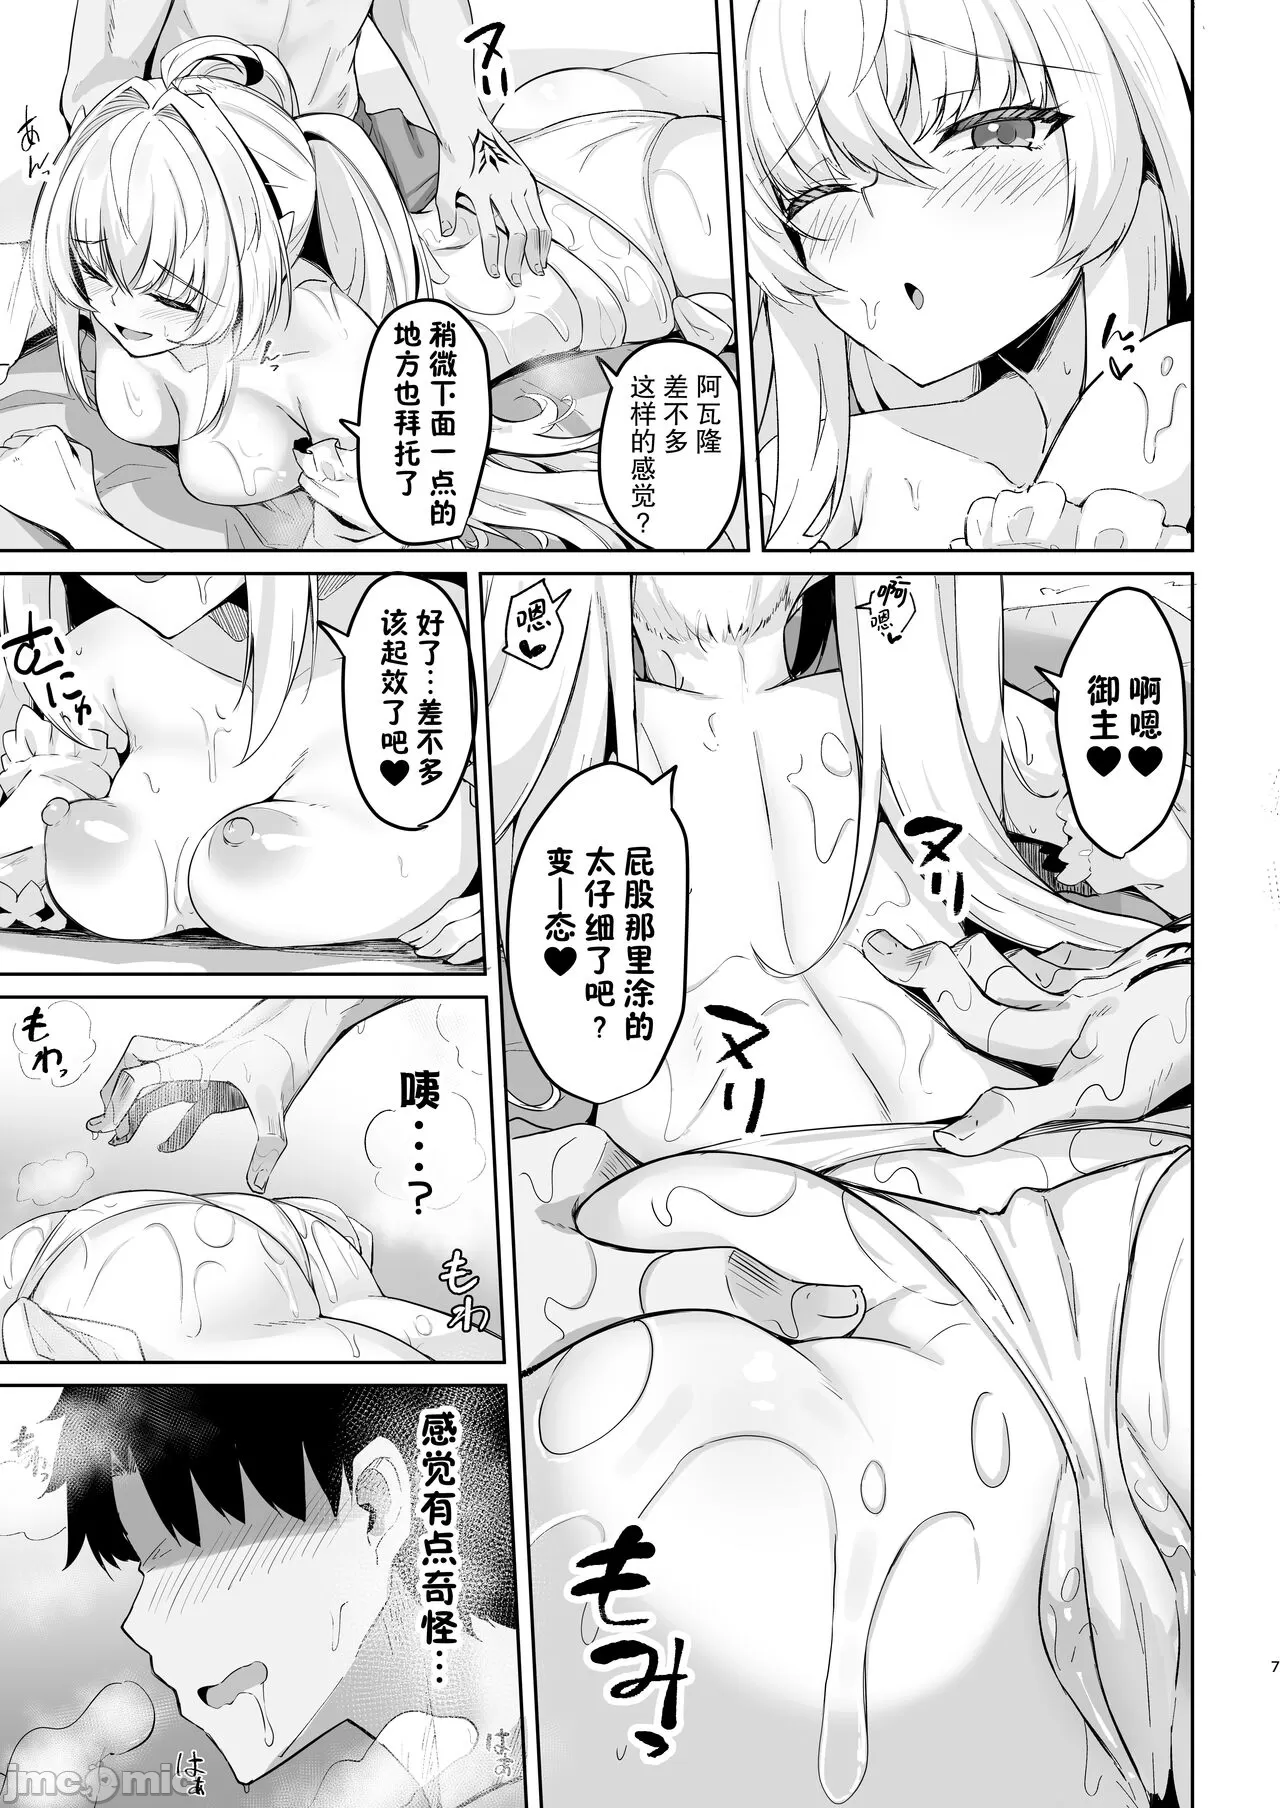 ヌリ
阿瓦隆
差不多
这样的感觉？
稍微下面一点的
地方也拜托了
あ
んっ
んっ
啊嗯
御主♥♥
啊嗯♥
嗯♥
屁股那里涂的
太仔细了吧？
变—态♥
ヌリ
ヌリ
もみっ
好了…差不多
该起效了吧♥
むにゅ
もわっ
咦……？
もわ
感觉有点奇怪…
はぁ
はぁ
7
jmcomic